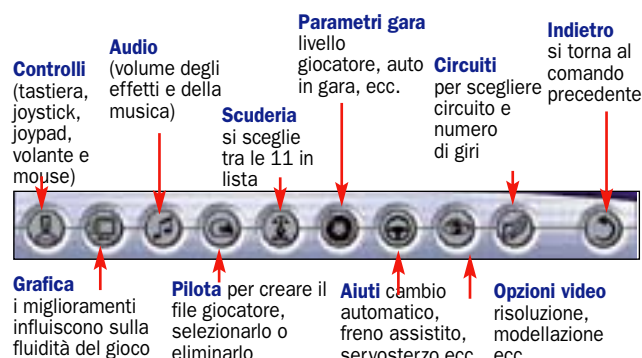 Controlli
(tastiera,
joystick,
joypad,
volante e
mouse)
Audio
(volume degli
effetti e della
musica)
Scuderia
si sceglie
tra le 11 in
lista
Parametri gara
livello
giocatore, auto
in gara, ecc.
Circuiti
per scegliere
circuito e
numero
di giri
Indietro
si torna al
comando
precedente
Grafica
i miglioramenti
influiscono sulla
fluidità del gioco
Pilota per creare il
file giocatore,
selezionarlo o
eliminarlo
Aiuti cambio
automatico,
freno assistito,
servosterzo ecc.
Opzioni video
risoluzione,
modellazione
ecc.